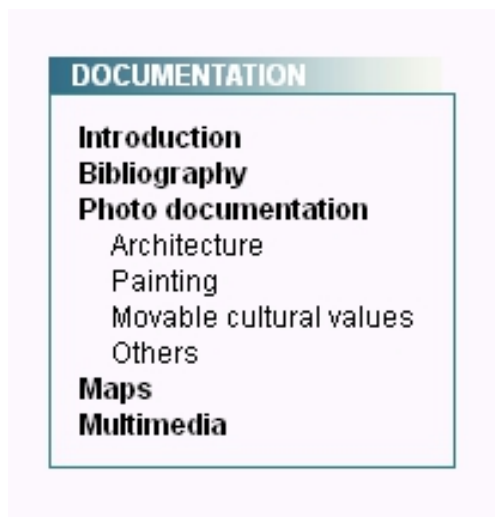 DOCUMENTATION
Introduction
Bibliography
Photo documentation
Architecture
Painting
Movable cultural values
Others
Maps
Multimedia